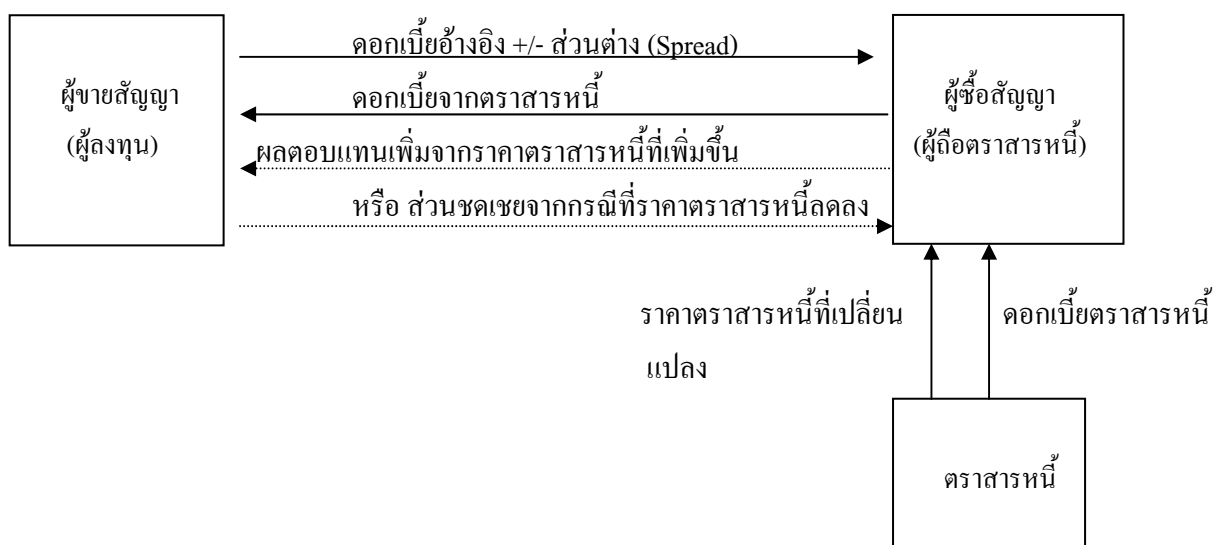 ดอกเบี้ยอ้างอิง +/- ส่วนต่าง (Spread)
ผู้ขายสัญญา
(ผู้ลงทุน)
ดอกเบี้ยจากตราสารหนี้
ผู้ซื้อสัญญา
(ผู้ถือตราสารหนี้)
ผลตอบแทนเพิ่มจากราคาตราสารหนี้ที่เพิ่มขึ้น
หรือ ส่วนชดเชยจากกรณีที่ราคาตราสารหนี้ลดลง
ราคาตราสารหนี้ที่เปลี่ยน
แปลง
ดอกเบี้ยตราสารหนี้
ตราสารหนี้